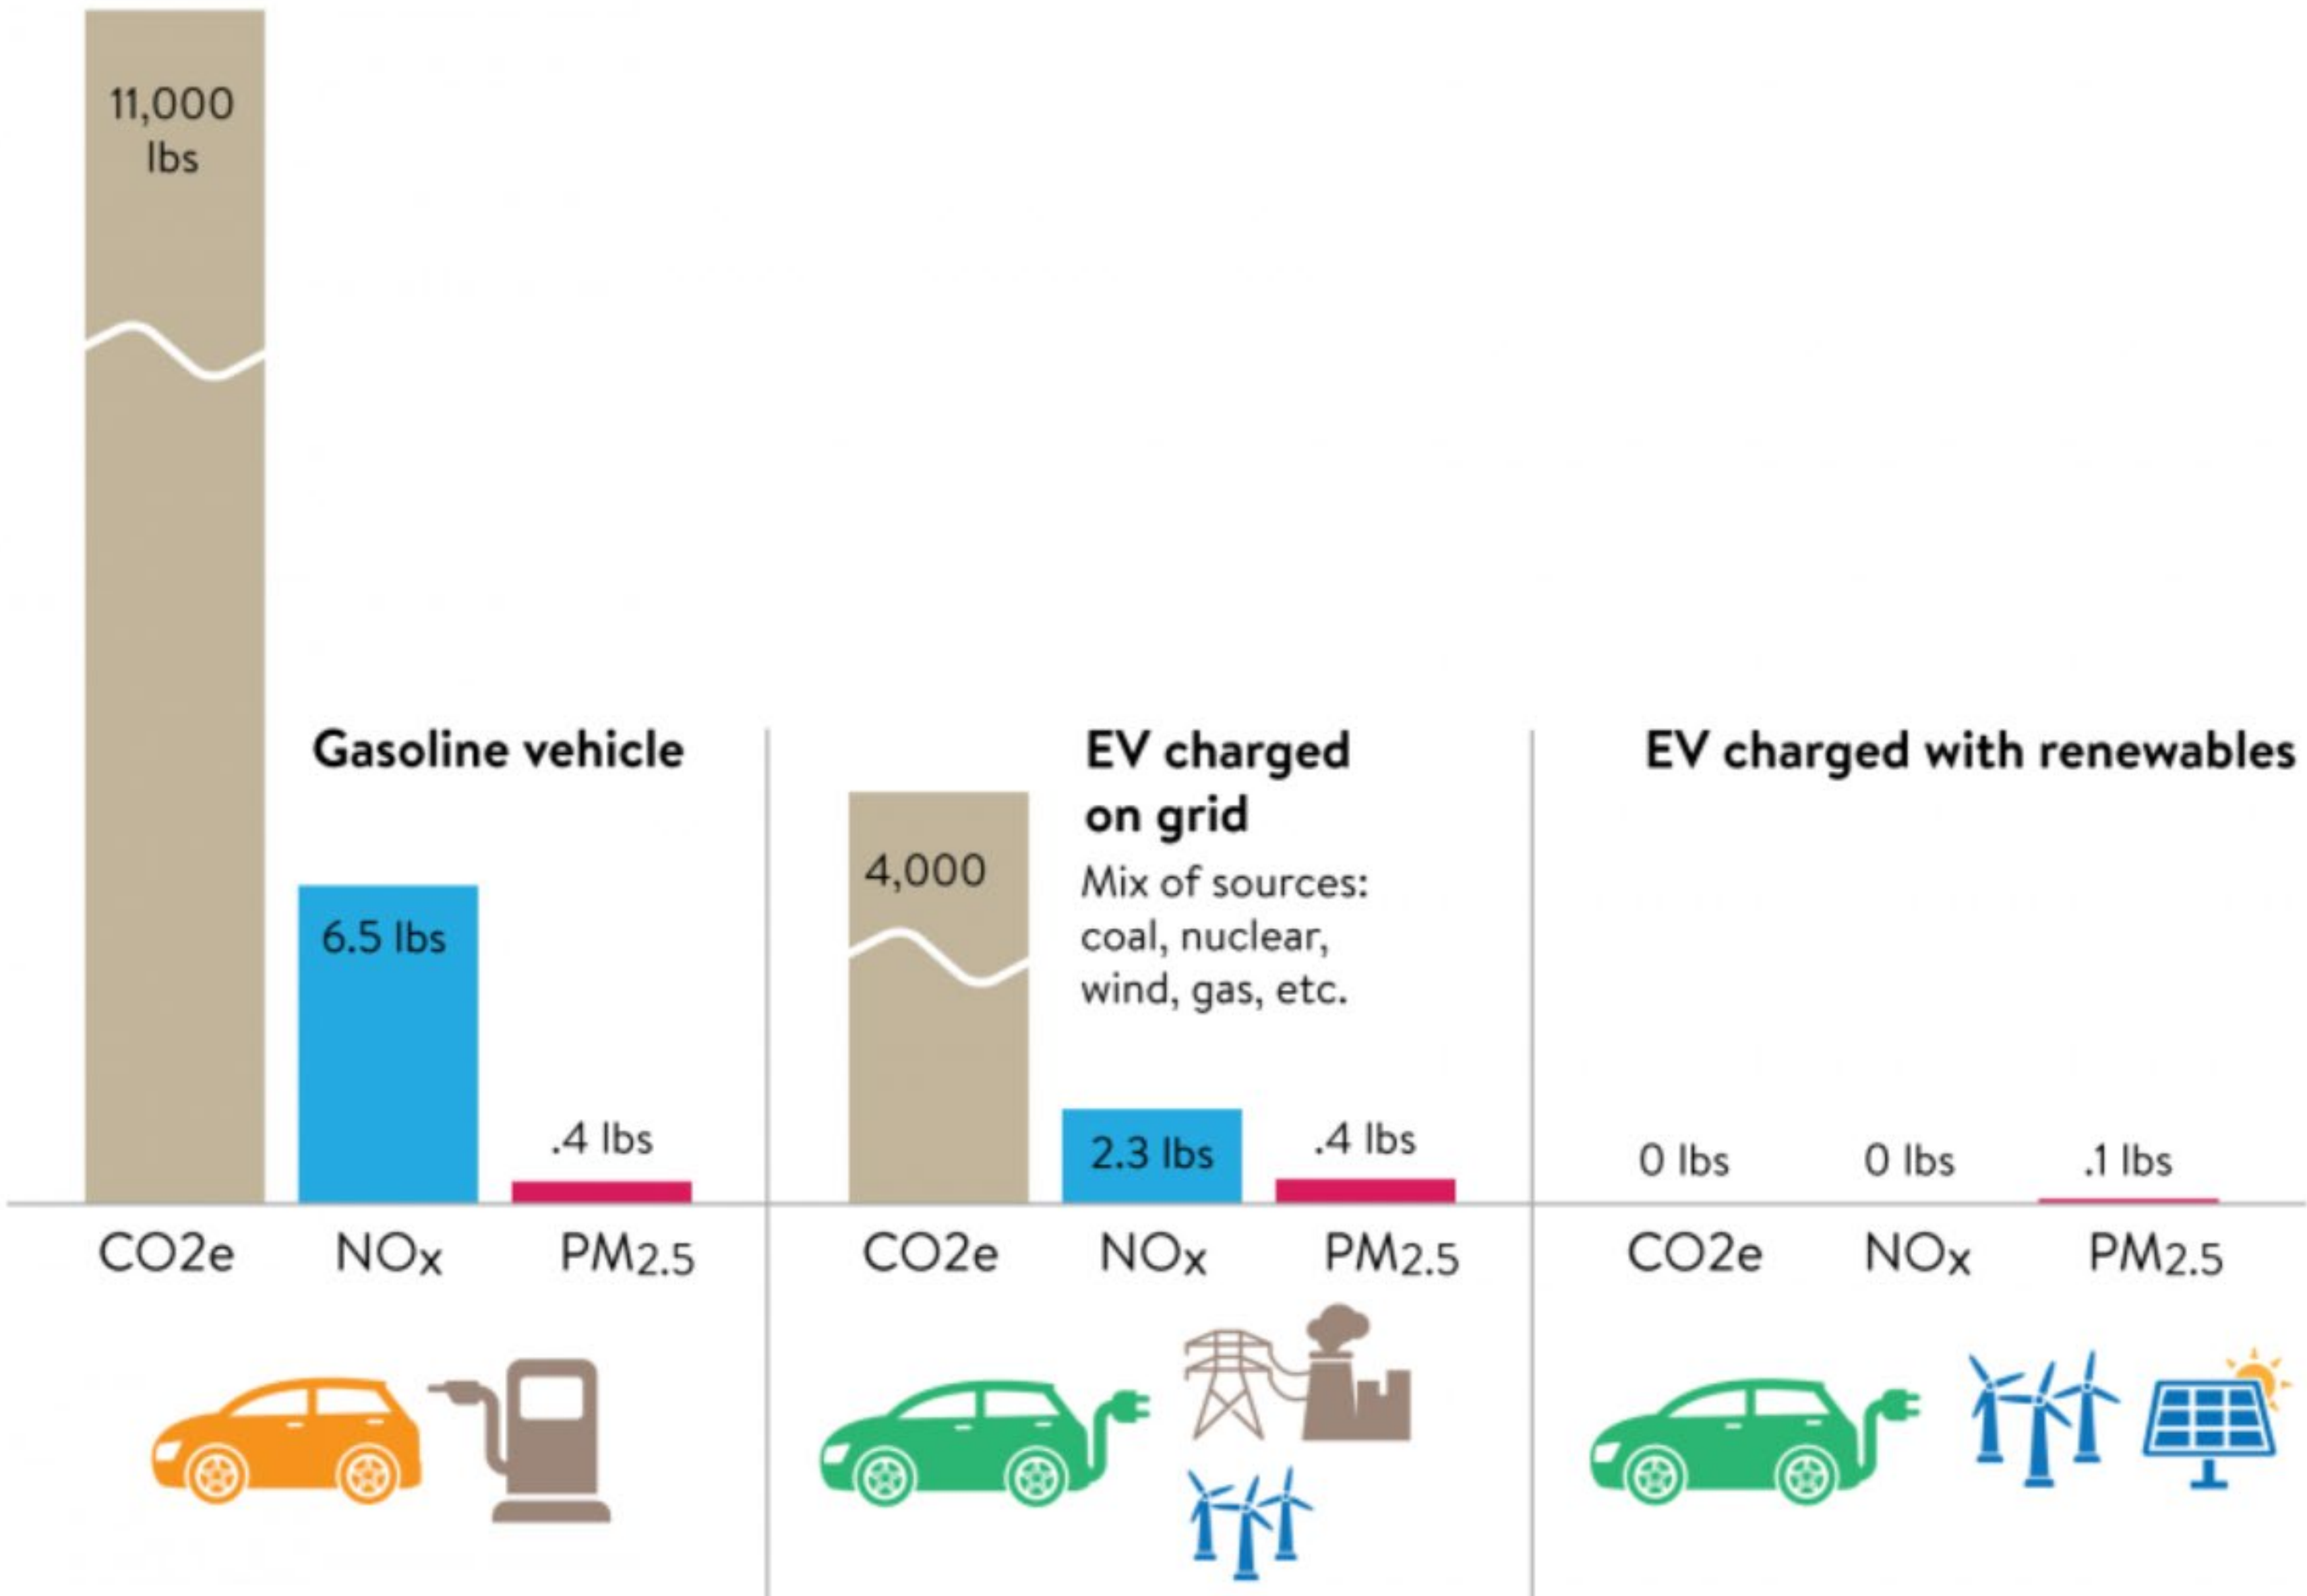 11,000
lbs
Gasoline vehicle
6.5 lbs
.4 lbs
CO2e
NOx
PM2.5
EV charged
on grid
Mix of sources:
coal, nuclear,
wind, gas, etc.
4,000
2.3 lbs
.4 lbs
CO2e
NOx
PM2.5
EV charged with renewables
0 lbs
0 lbs
.1 lbs
CO2e
NOx
PM2.5